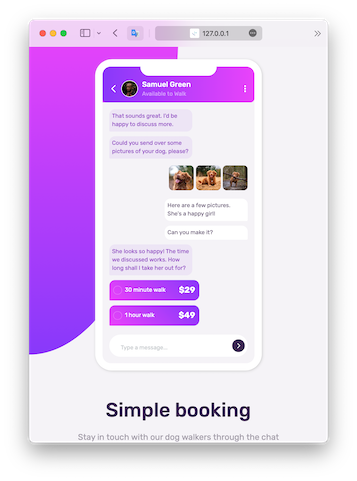 127.0.0.1
Samuel Green
Available to Walk
That sounds great. I'd
be happy to discuss more.
Could you send over some
pictures of your dog, please?
Here are a few pictures.
She's a happy girl!
Can you make it?
She looks so happy! The time
we discussed works. How
long shall I take her out for?
30 minute walk $29
1 hour walk $49
Type a message...
Simple booking
Stay in touch with our dog walkers through the chat